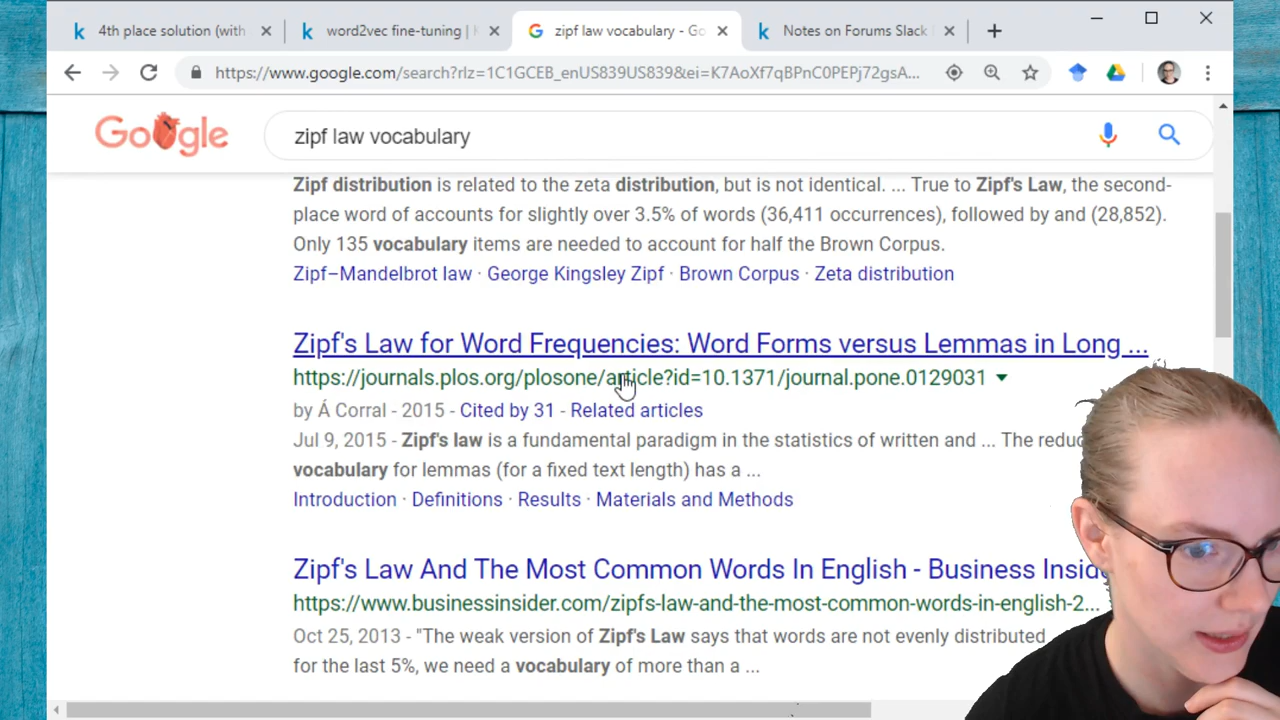 4th place solution (with
word2vec fine-tuning |
zipf law vocabulary - Go
Notes on Forums Slack
https://www.google.com/search?rlz=1C1GCEB_enUS839US839&ei=K7AoXf7qBPnC0PEPj72gsA...
Google
zipf law vocabulary
Zipf distribution is related to the zeta distribution, but is not identical. ... True to Zipf's Law, the second-
place word of accounts for slightly over 3.5% of words (36,411 occurrences), followed by and (28,852).
Only 135 vocabulary items are needed to account for half the Brown Corpus.
Zipf–Mandelbrot law · George Kingsley Zipf · Brown Corpus · Zeta distribution
Zipf's Law for Word Frequencies: Word Forms versus Lemmas in Long ...
https://journals.plos.org/plosone/article?id=10.1371/journal.pone.0129031
by Á Corral - 2015 - Cited by 31 - Related articles
Jul 9, 2015 - Zipf's law is a fundamental paradigm in the statistics of written and ... The reduc
vocabulary for lemmas (for a fixed text length) has a ...
Introduction · Definitions · Results · Materials and Methods
Zipf's Law And The Most Common Words In English - Business Insid
https://www.businessinsider.com/zipfs-law-and-the-most-common-words-in-english-2...
Oct 25, 2013 - "The weak version of Zipf's Law says that words are not evenly distributed
for the last 5%, we need a vocabulary of more than a ...